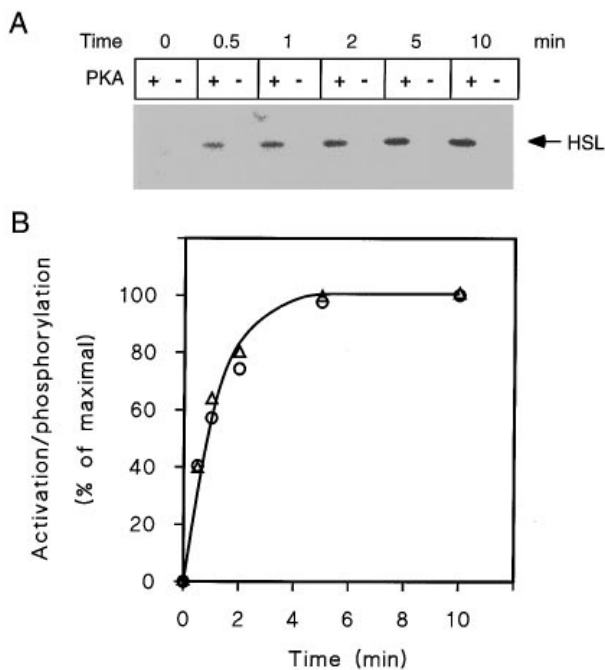 A
Time 0 0.5 1 2 5 10 min
PKA + - + - + - + - + - + -
HSL
B
Activation/phosphorylation
(% of maximal)
100
80
60
40
20
0
0 2 4 6 8 10 12
Time (min)